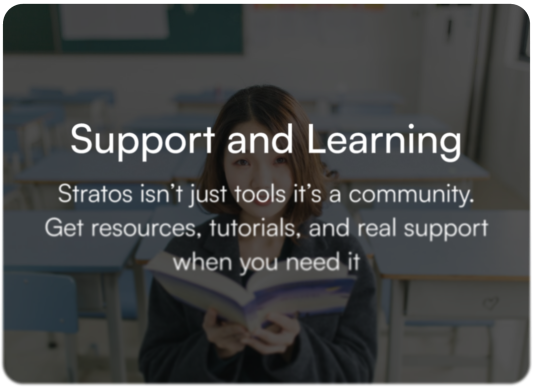 Support and Learning
Stratos isn’t just tools it’s a community.
Get resources, tutorials, and real support
when you need it